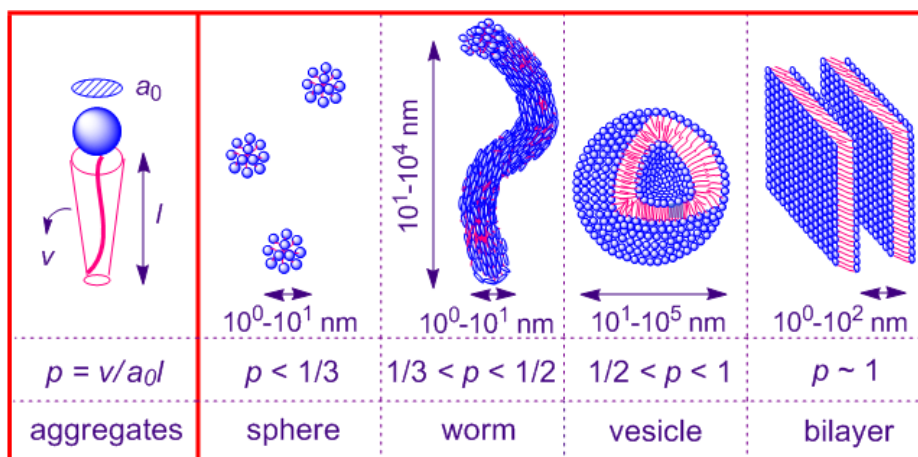 a₀
l
v
10⁰-10¹ nm
10¹-10⁴ nm
10⁰-10¹ nm
10¹-10⁵ nm
10⁰-10² nm
p = v/a₀l
p < 1/3
1/3 < p < 1/2
1/2 < p < 1
p ~ 1
aggregates
sphere
worm
vesicle
bilayer